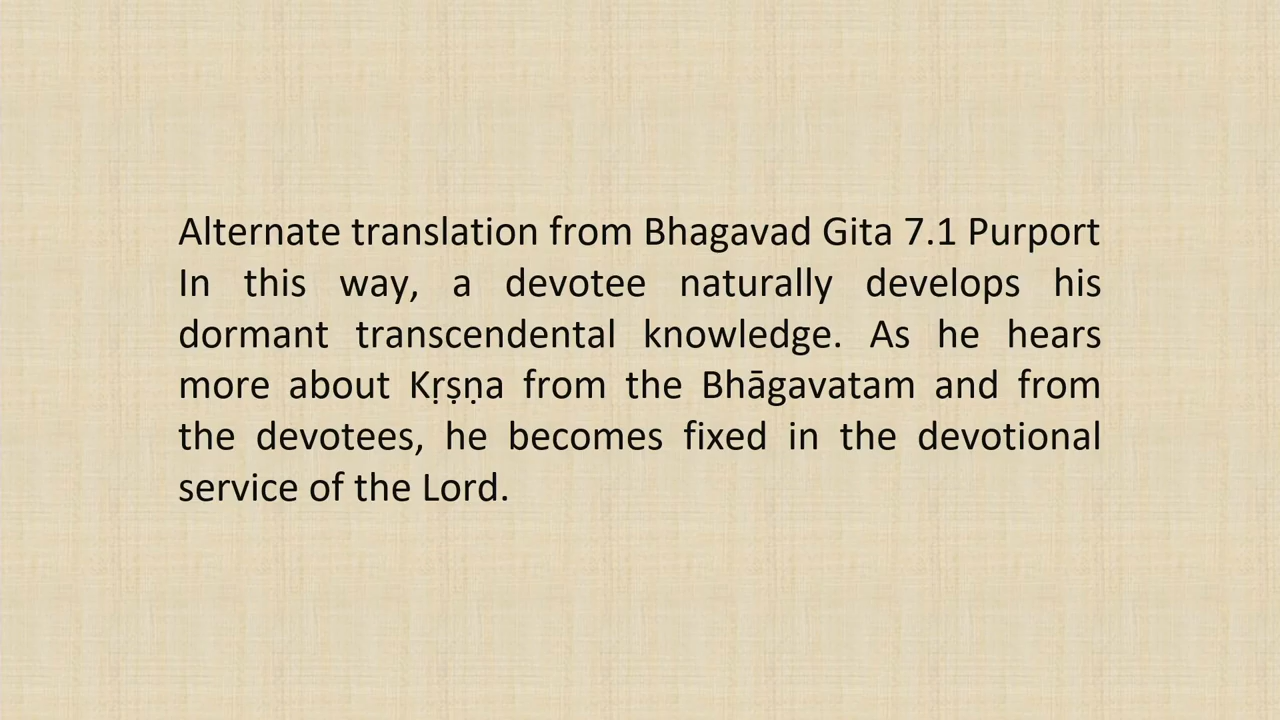 Alternate translation from Bhagavad Gita 7.1 Purport
In this way, a devotee naturally develops his
dormant transcendental knowledge. As he hears
more about Kṛṣṇa from the Bhāgavatam and from
the devotees, he becomes fixed in the devotional
service of the Lord.